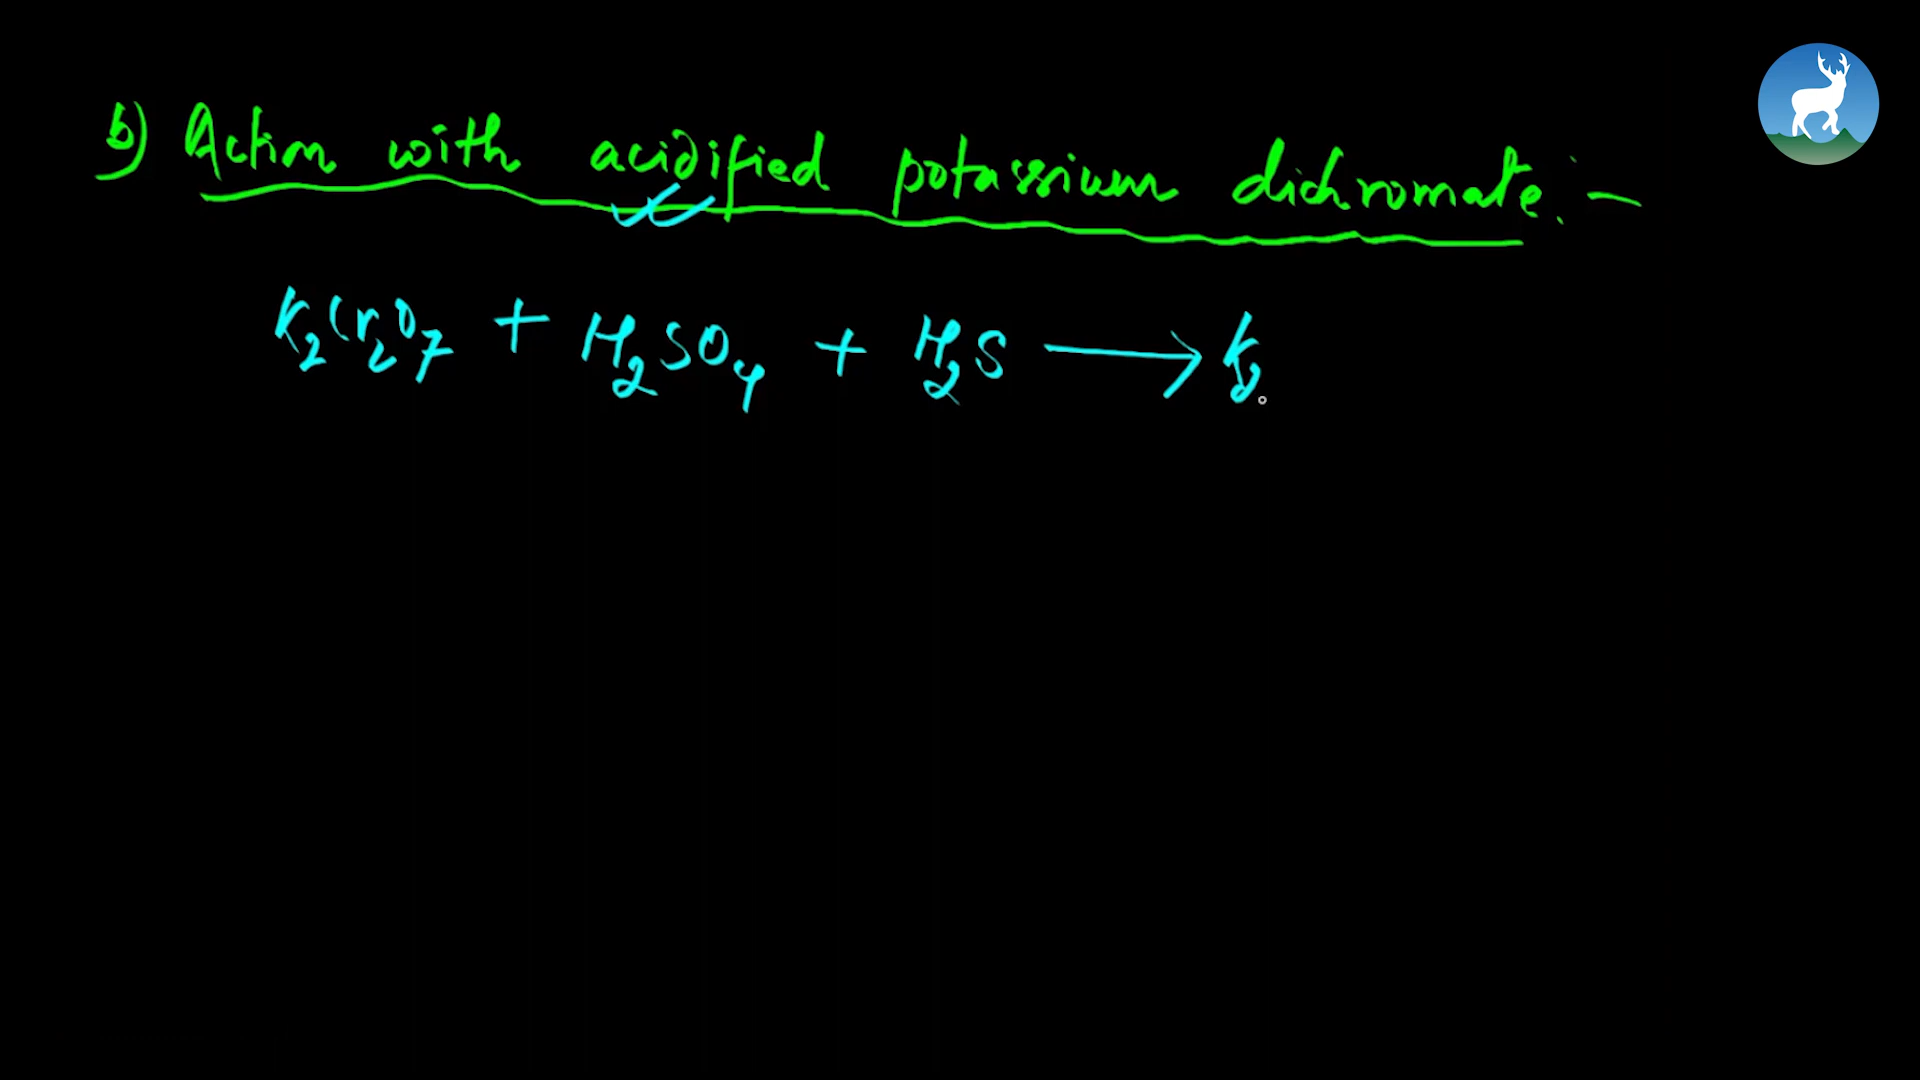 b) Action with acidified potassium dichromate :-
K₂Cr₂O₇ + H₂SO₄ + H₂S ⟶ K₂